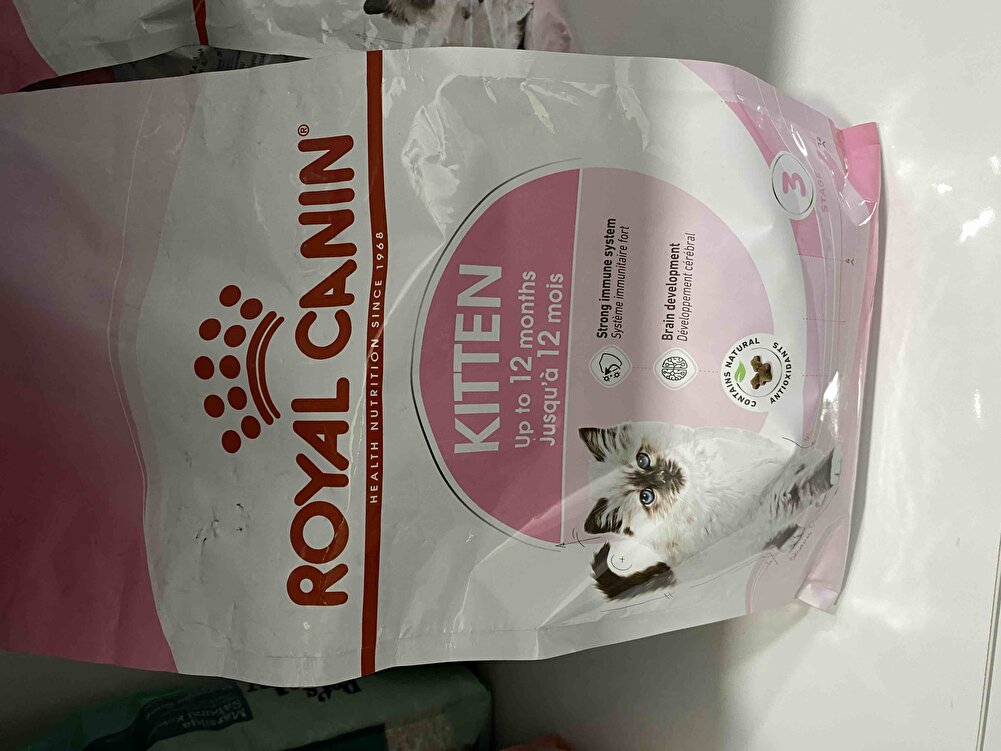 ROYAL CANIN®
HEALTH NUTRITION SINCE 1968
KITTEN
Up to 12 months
Jusqu'à 12 mois
Strong immune system
Système immunitaire fort
Brain development
Développement cérébral
CONTAINS NATURAL
ANTIOXIDANTS
3
STAGE